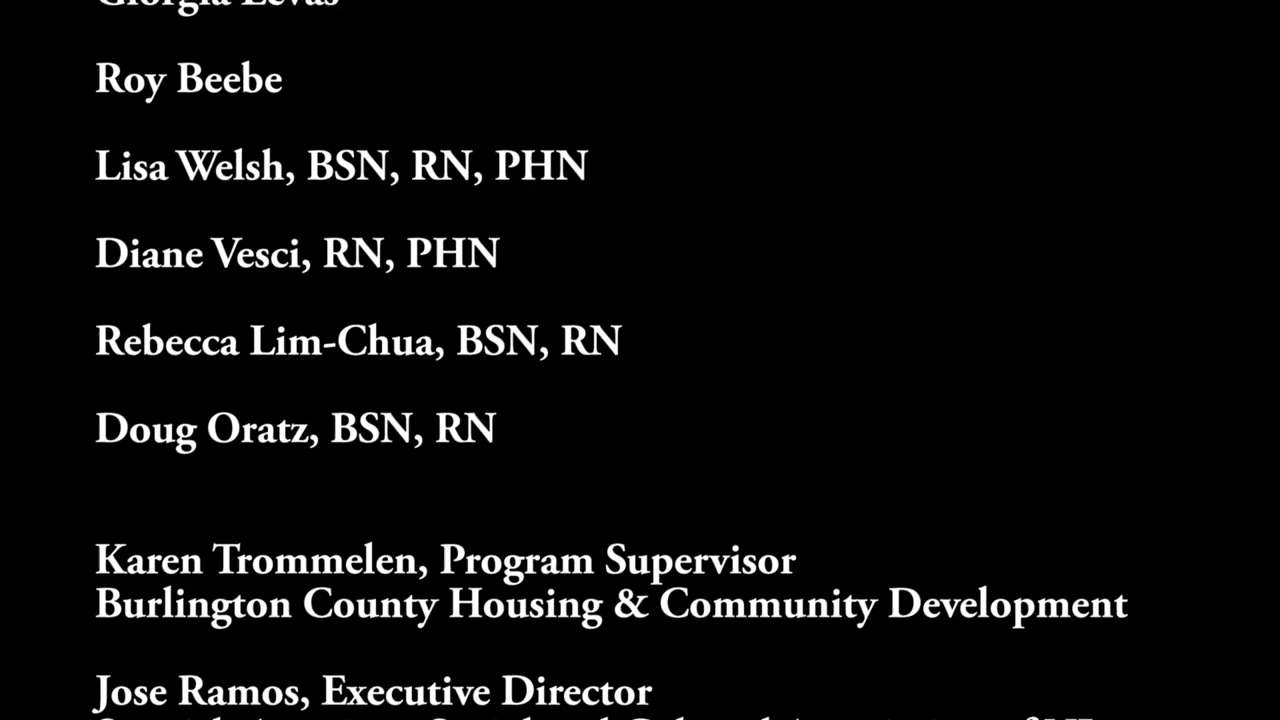 Roy Beebe
Lisa Welsh, BSN, RN, PHN
Diane Vesci, RN, PHN
Rebecca Lim-Chua, BSN, RN
Doug Oratz, BSN, RN
Karen Trommelen, Program Supervisor
Burlington County Housing & Community Development
Jose Ramos, Executive Director